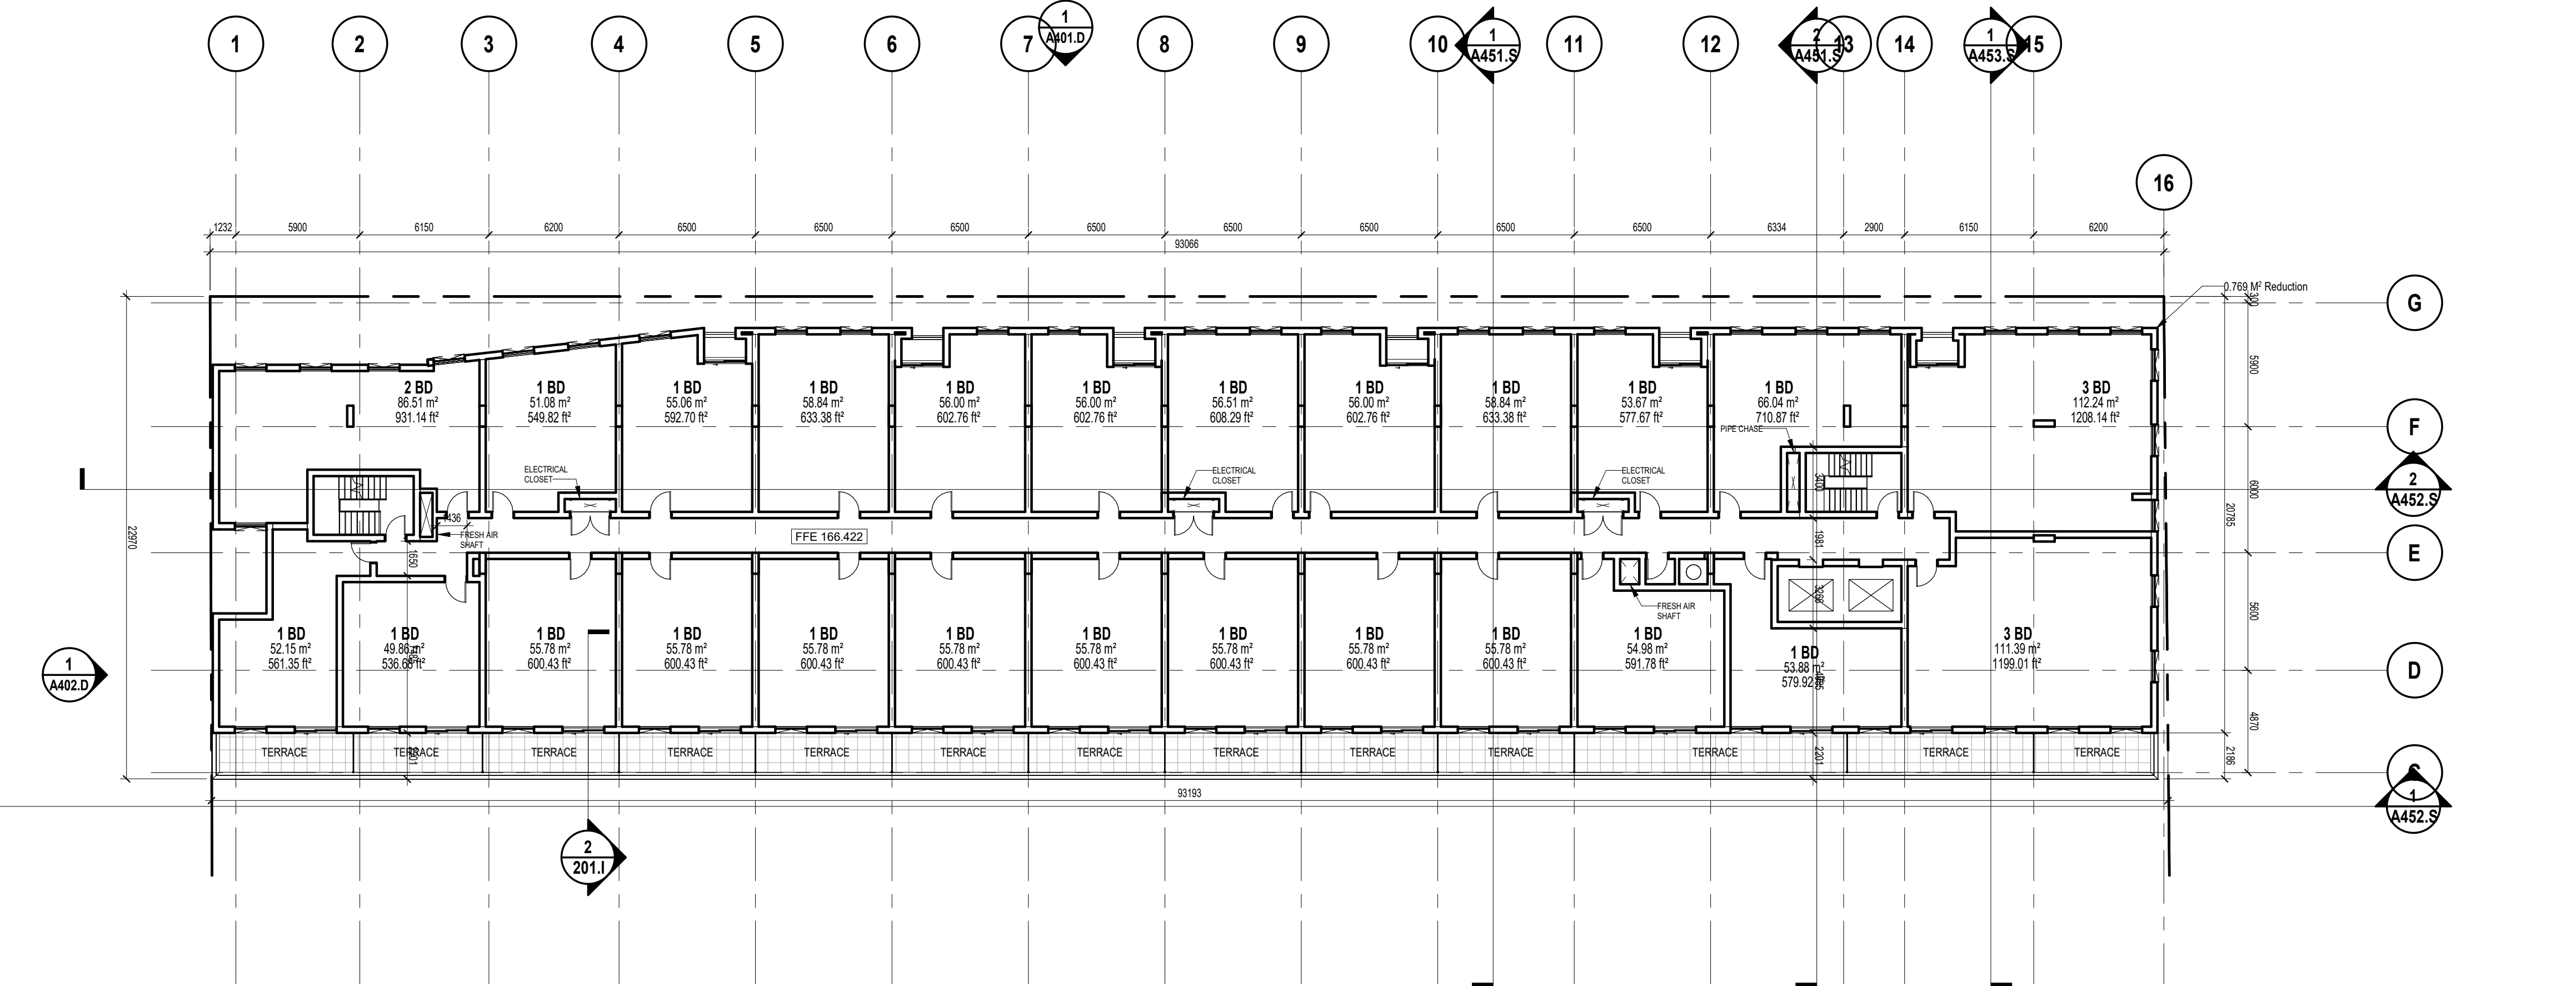 1
2
3
4
5
6
7
1
A401.D
8
9
10
1
A451.S
11
12
2
A451.S
13
14
1
A453.S
15
16
1232
5900
6150
6200
6500
6500
6500
6500
6500
6500
6500
6500
6334
2900
6150
6200
93066
0.769 M² Reduction
300
G
5900
2 BD
86.51 m²
931.14 ft²
1 BD
51.08 m²
549.82 ft²
1 BD
55.06 m²
592.70 ft²
1 BD
58.84 m²
633.38 ft²
1 BD
56.00 m²
602.76 ft²
1 BD
56.00 m²
602.76 ft²
1 BD
56.51 m²
608.29 ft²
1 BD
56.00 m²
602.76 ft²
1 BD
58.84 m²
633.38 ft²
1 BD
53.67 m²
577.67 ft²
1 BD
66.04 m²
710.87 ft²
3 BD
112.24 m²
1208.14 ft²
F
PIPE CHASE
ELECTRICAL
CLOSET
ELECTRICAL
CLOSET
ELECTRICAL
CLOSET
3400
6000
2
A452.S
1436
FRESH AIR
SHAFT
FFE 166.422
22970
1650
1981
20785
E
3268
FRESH AIR
SHAFT
5600
1 BD
52.15 m²
561.35 ft²
1 BD
49.86 m²
1 BD
55.78 m²
600.43 ft²
1 BD
55.78 m²
600.43 ft²
1 BD
55.78 m²
600.43 ft²
1 BD
55.78 m²
600.43 ft²
1 BD
55.78 m²
600.43 ft²
1 BD
55.78 m²
600.43 ft²
1 BD
55.78 m²
600.43 ft²
1 BD
55.78 m²
600.43 ft²
1 BD
54.98 m²
591.78 ft²
1 BD
53.88 m²
579.92 ft²
3 BD
111.39 m²
1199.01 ft²
1
A402.D
D
4870
TERRACE
TERRACE
TERRACE
TERRACE
TERRACE
TERRACE
TERRACE
TERRACE
TERRACE
TERRACE
TERRACE
TERRACE
TERRACE
2201
2186
C
93193
1
A452.S
2
201.I